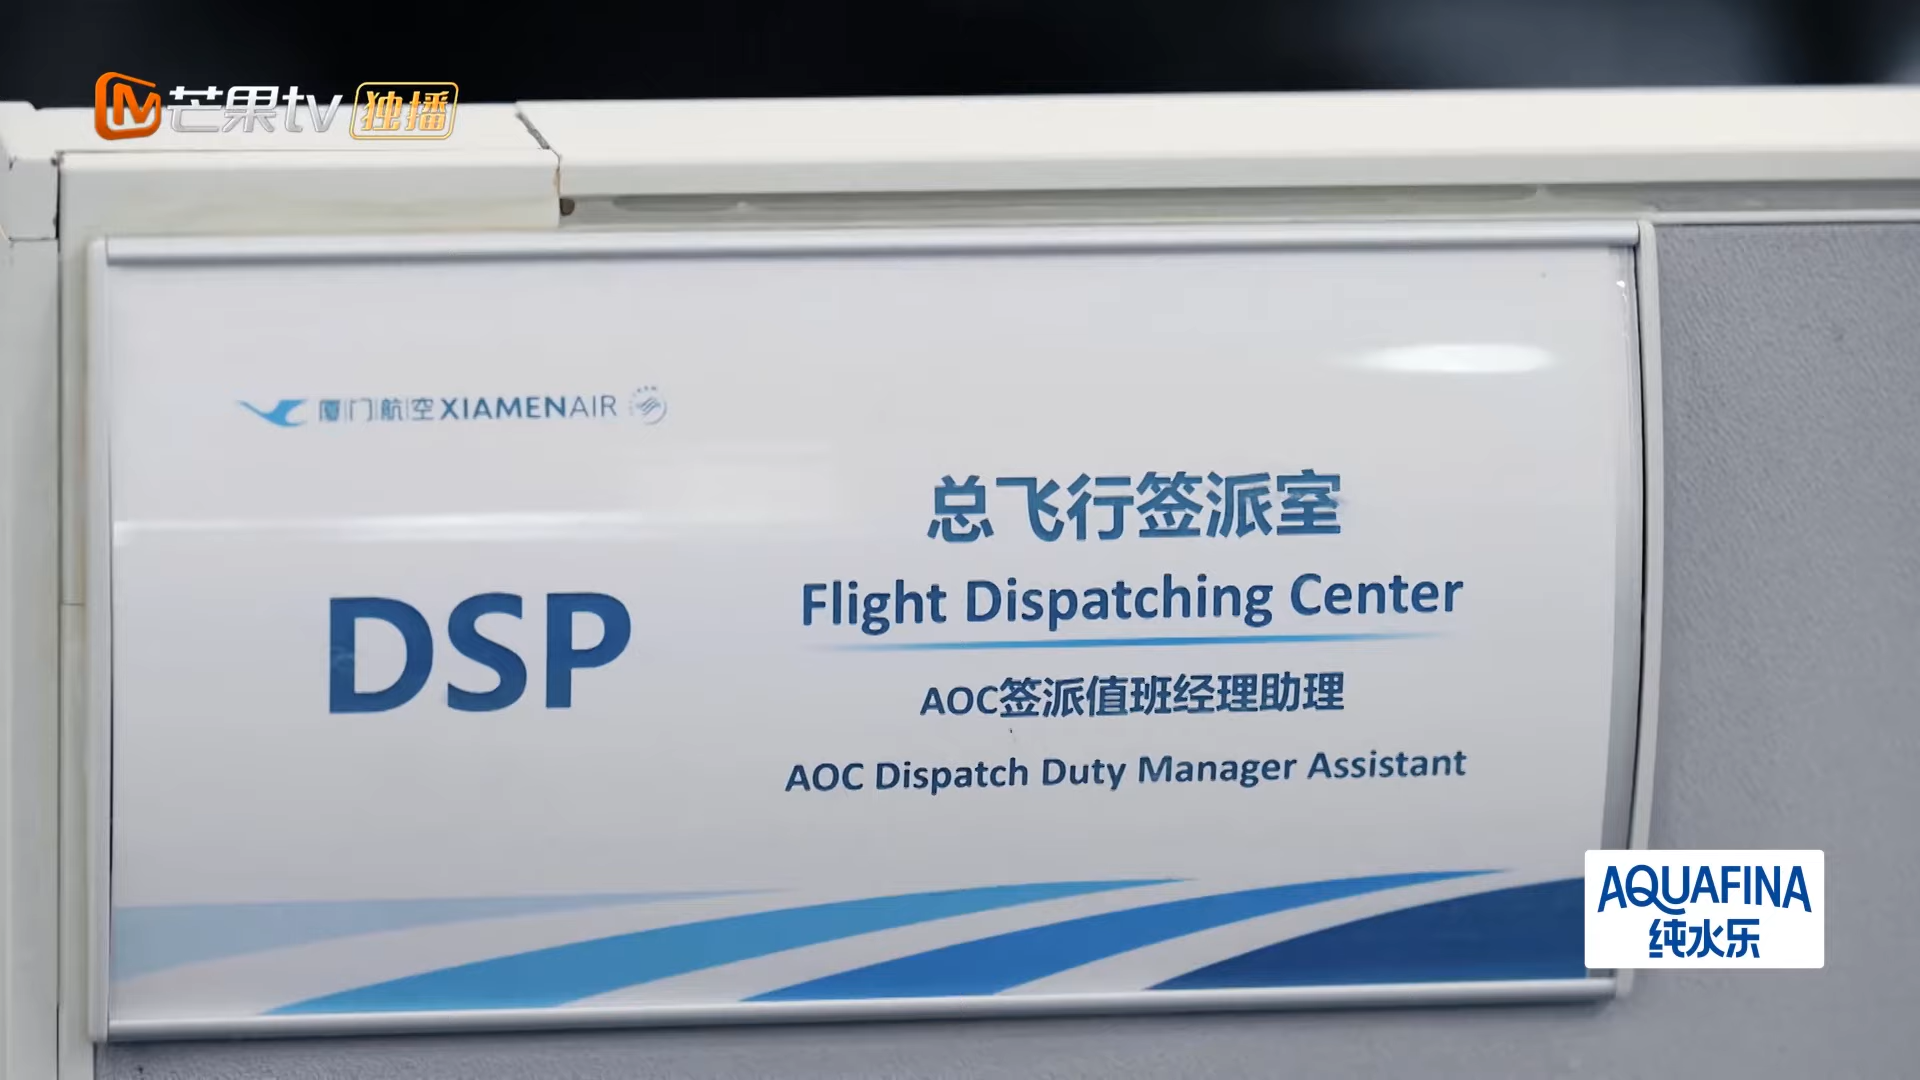 芒果tv 独播
厦门航空 XIAMENAIR
总飞行签派室
Flight Dispatching Center
DSP
AOC签派值班经理助理
AOC Dispatch Duty Manager Assistant
AQUAFINA
纯水乐